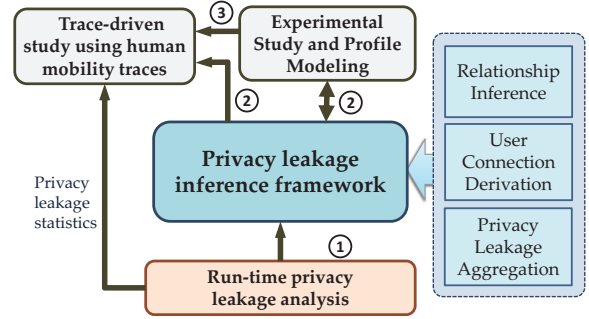 Trace-driven
study using human
mobility traces
③
Experimental
Study and Profile
Modeling
②
②
Relationship
Inference
User
Connection
Derivation
Privacy
Leakage
Aggregation
Privacy leakage
inference framework
Privacy
leakage
statistics
①
Run-time privacy
leakage analysis